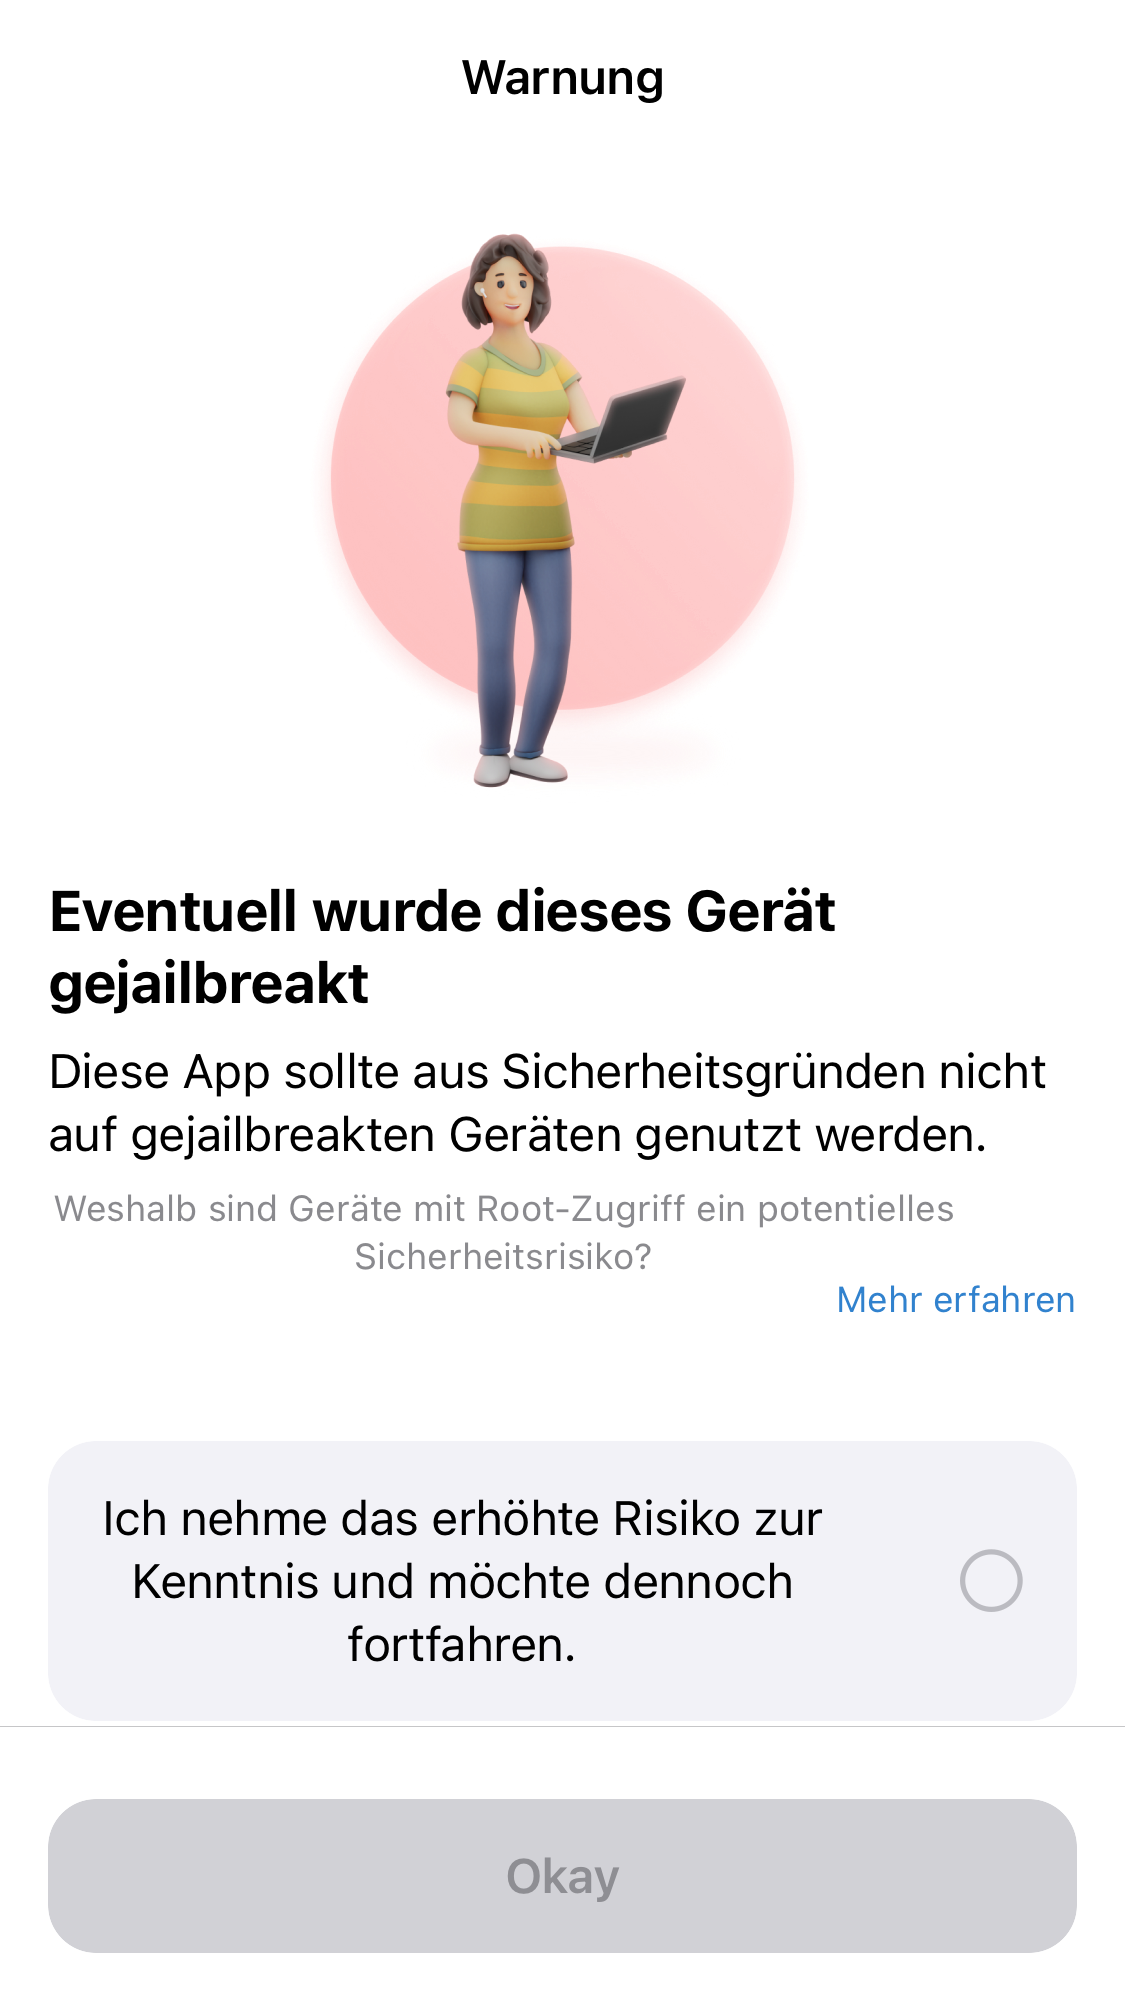 Warnung
Eventuell wurde dieses Gerät
gejailbreakt
Diese App sollte aus Sicherheitsgründen nicht
auf gejailbreakten Geräten genutzt werden.
Weshalb sind Geräte mit Root-Zugriff ein potentielles
Sicherheitsrisiko?
Mehr erfahren
Ich nehme das erhöhte Risiko zur
Kenntnis und möchte dennoch
fortfahren.
Okay